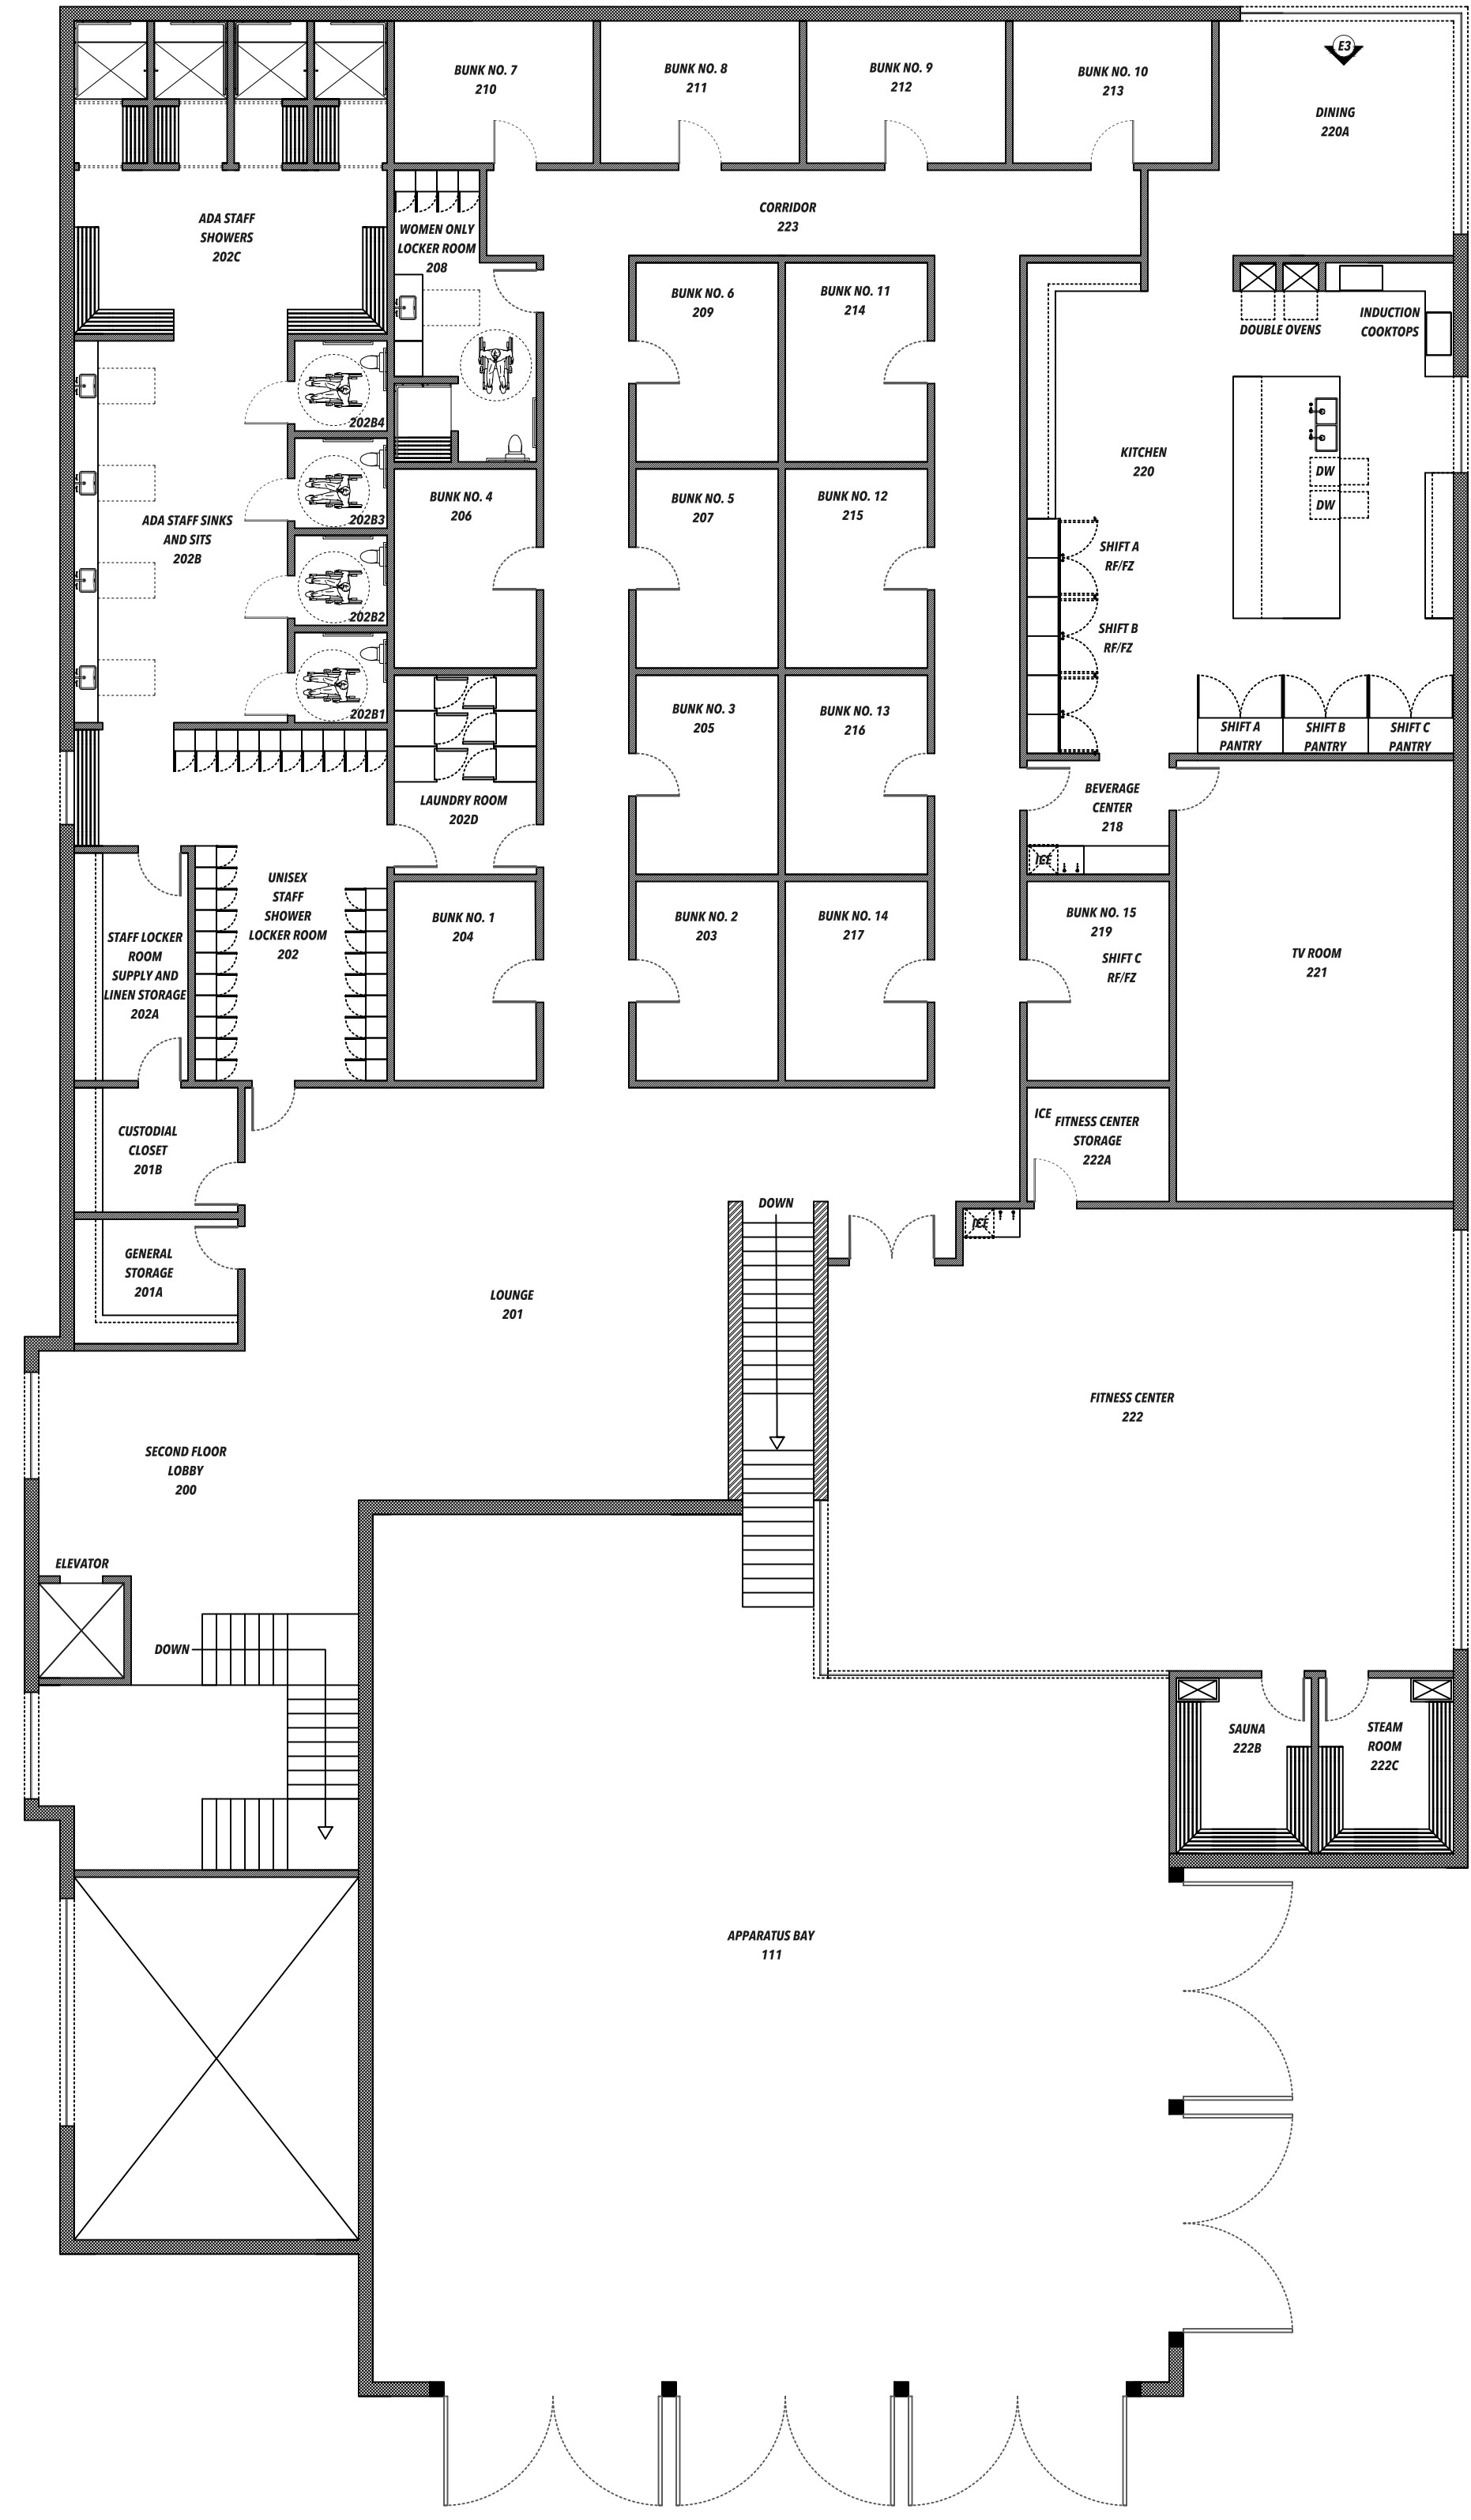 E3
BUNK NO. 7
210
BUNK NO. 8
211
BUNK NO. 9
212
BUNK NO. 10
213
DINING
220A
ADA STAFF
SHOWERS
202C
WOMEN ONLY
LOCKER ROOM
208
CORRIDOR
223
BUNK NO. 6
209
BUNK NO. 11
214
DOUBLE OVENS
INDUCTION
COOKTOPS
202B4
202B3
202B2
202B1
ADA STAFF SINKS
AND SITS
202B
BUNK NO. 4
206
BUNK NO. 5
207
BUNK NO. 12
215
KITCHEN
220
DW
DW
SHIFT A
RF/FZ
SHIFT B
RF/FZ
BUNK NO. 3
205
BUNK NO. 13
216
SHIFT A
PANTRY
SHIFT B
PANTRY
SHIFT C
PANTRY
LAUNDRY ROOM
202D
BEVERAGE
CENTER
218
ICE
STAFF LOCKER
ROOM
SUPPLY AND
LINEN STORAGE
202A
UNISEX
STAFF
SHOWER
LOCKER ROOM
202
BUNK NO. 1
204
BUNK NO. 2
203
BUNK NO. 14
217
BUNK NO. 15
219
SHIFT C
RF/FZ
TV ROOM
221
CUSTODIAL
CLOSET
201B
ICE
FITNESS CENTER
STORAGE
222A
DOWN
ICE
GENERAL
STORAGE
201A
LOUNGE
201
FITNESS CENTER
222
SECOND FLOOR
LOBBY
200
ELEVATOR
DOWN
SAUNA
222B
STEAM
ROOM
222C
APPARATUS BAY
111